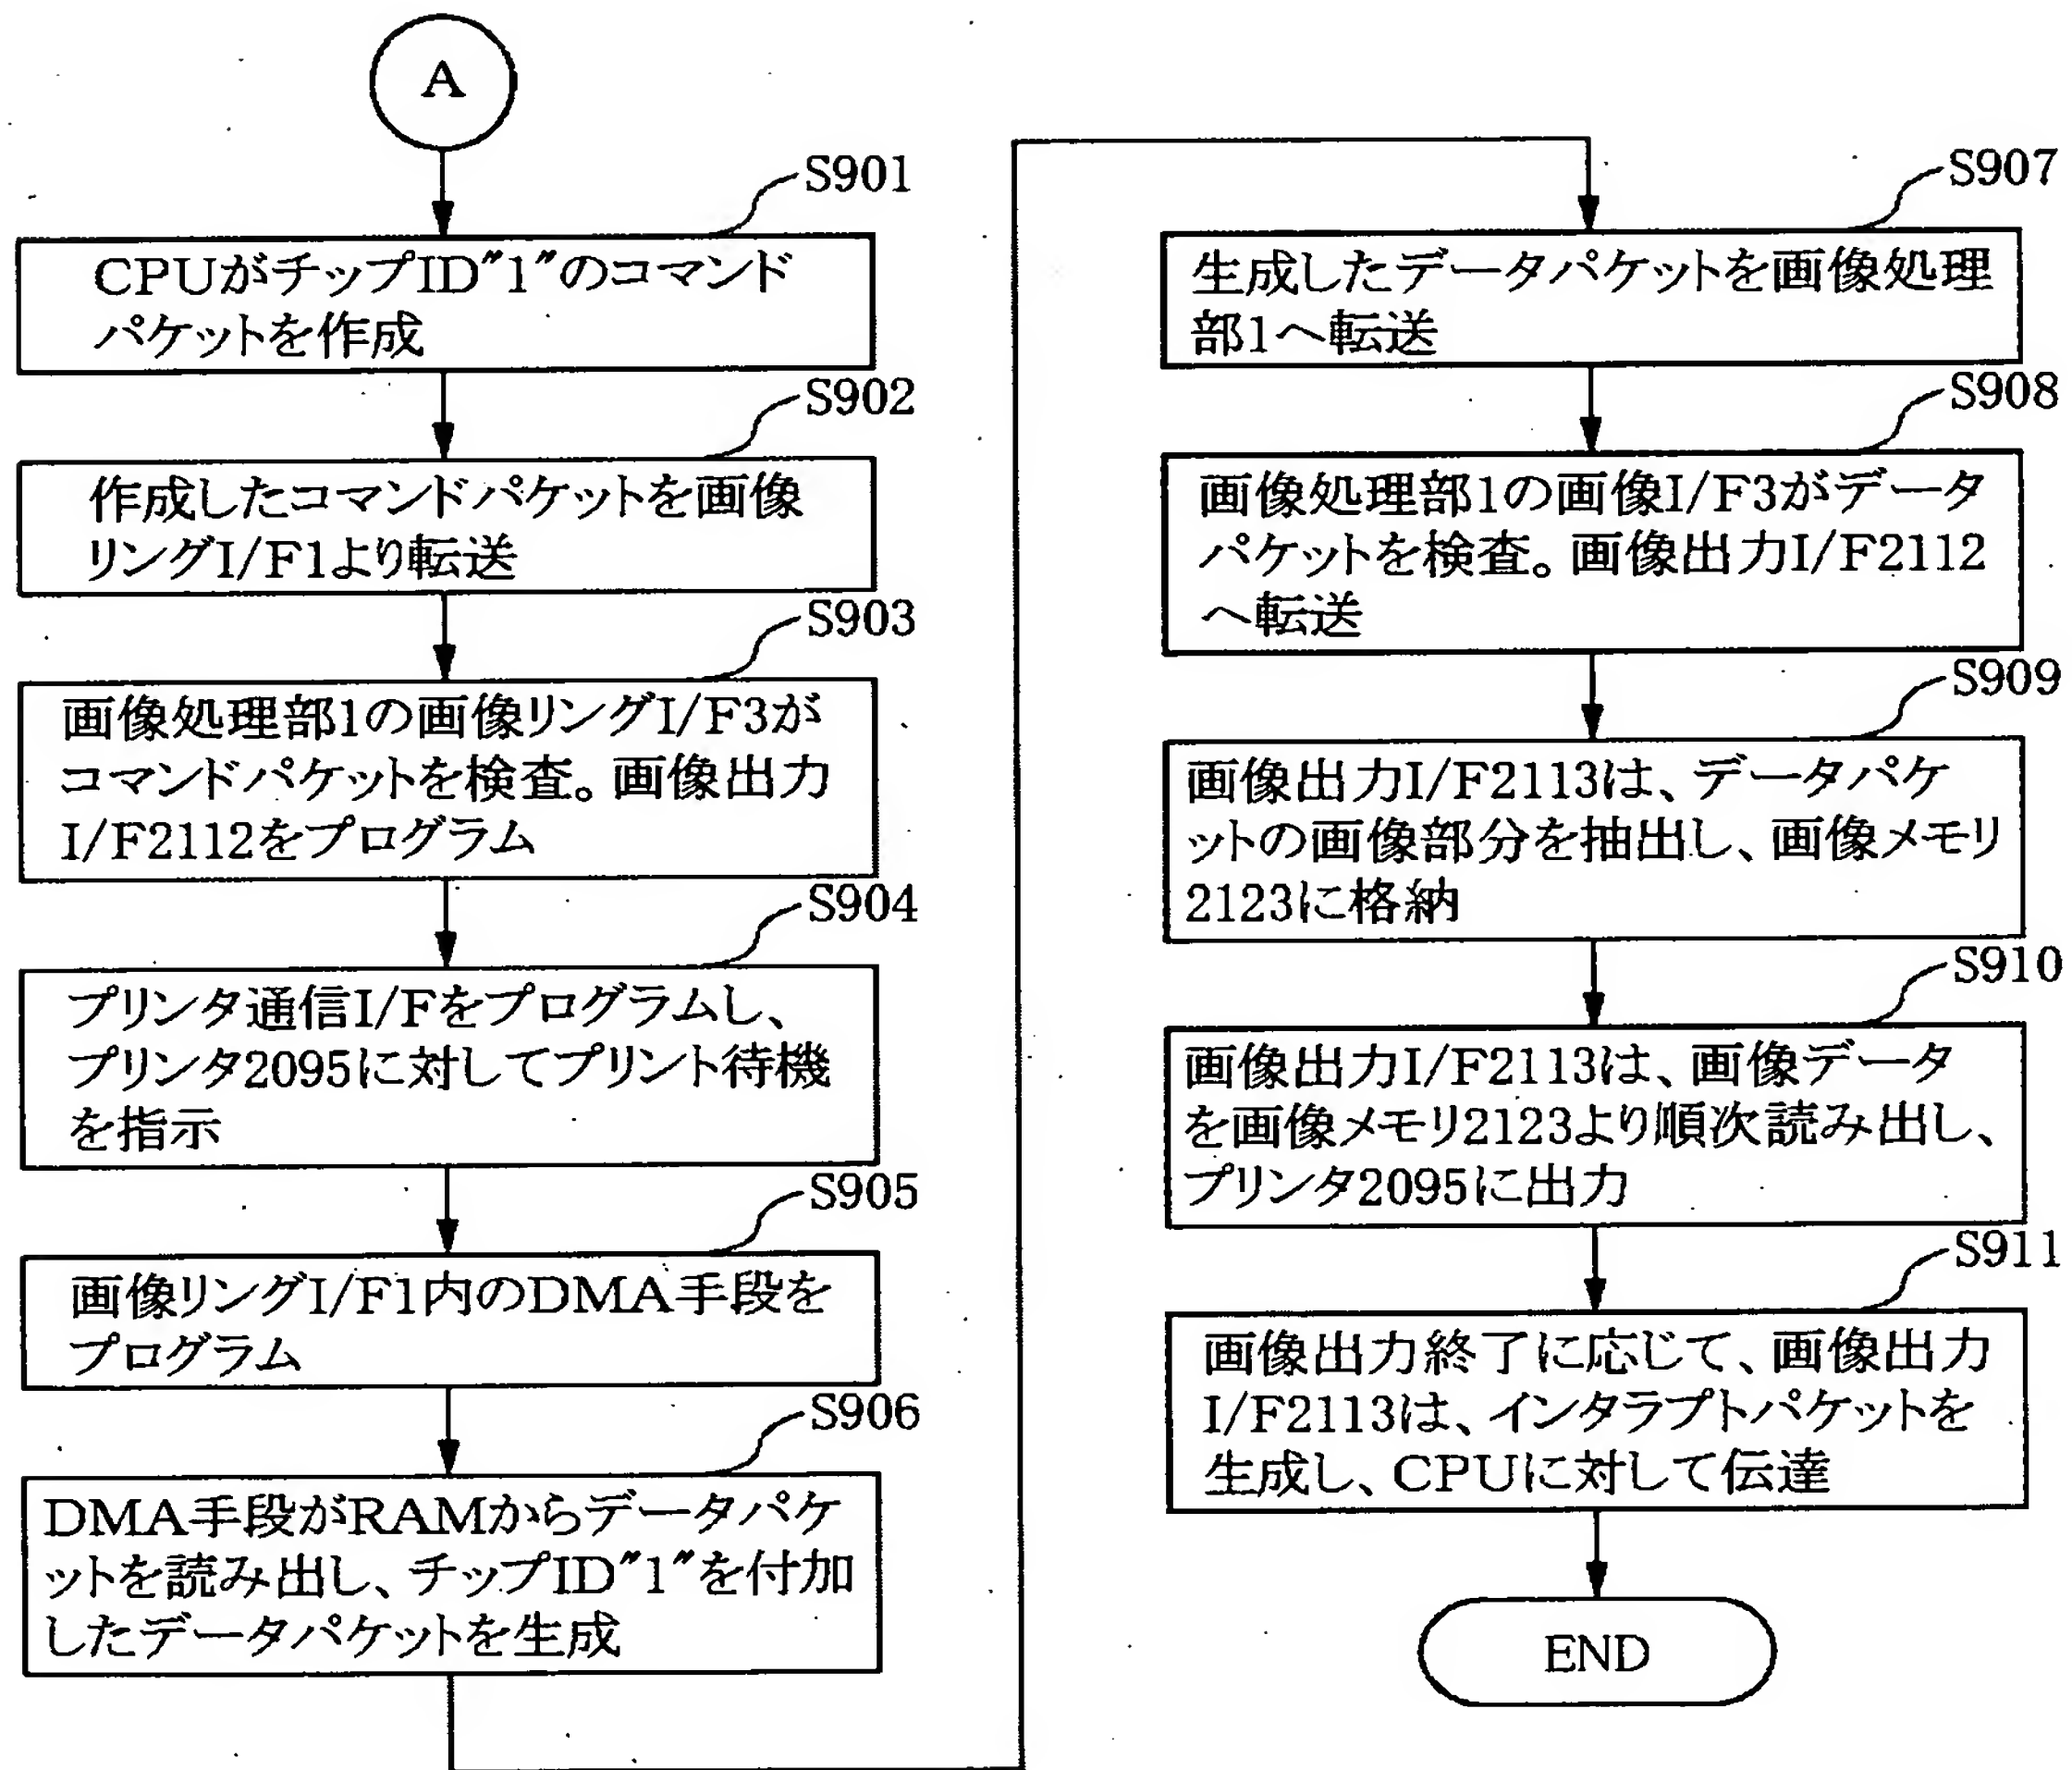 A
S901
CPUがチップID"1"のコマンド
パケットを作成
S902
作成したコマンドパケットを画像
リングI/F1より転送
S903
画像処理部1の画像リングI/F3が
コマンドパケットを検査。画像出力
I/F2112をプログラム
S904
プリンタ通信I/Fをプログラムし、
プリンタ2095に対してプリント待機
を指示
S905
画像リングI/F1内のDMA手段を
プログラム
S906
DMA手段がRAMからデータパケ
ットを読み出し、チップID"1"を付加
したデータパケットを生成
S907
生成したデータパケットを画像処理
部1へ転送
S908
画像処理部1の画像I/F3がデータ
パケットを検査。画像出力I/F2112
へ転送
S909
画像出力I/F2113は、データパケ
ットの画像部分を抽出し、画像メモリ
2123に格納
S910
画像出力I/F2113は、画像データ
を画像メモリ2123より順次読み出し、
プリンタ2095に出力
S911
画像出力終了に応じて、画像出力
I/F2113は、インタラプトパケットを
生成し、CPUに対して伝達
END